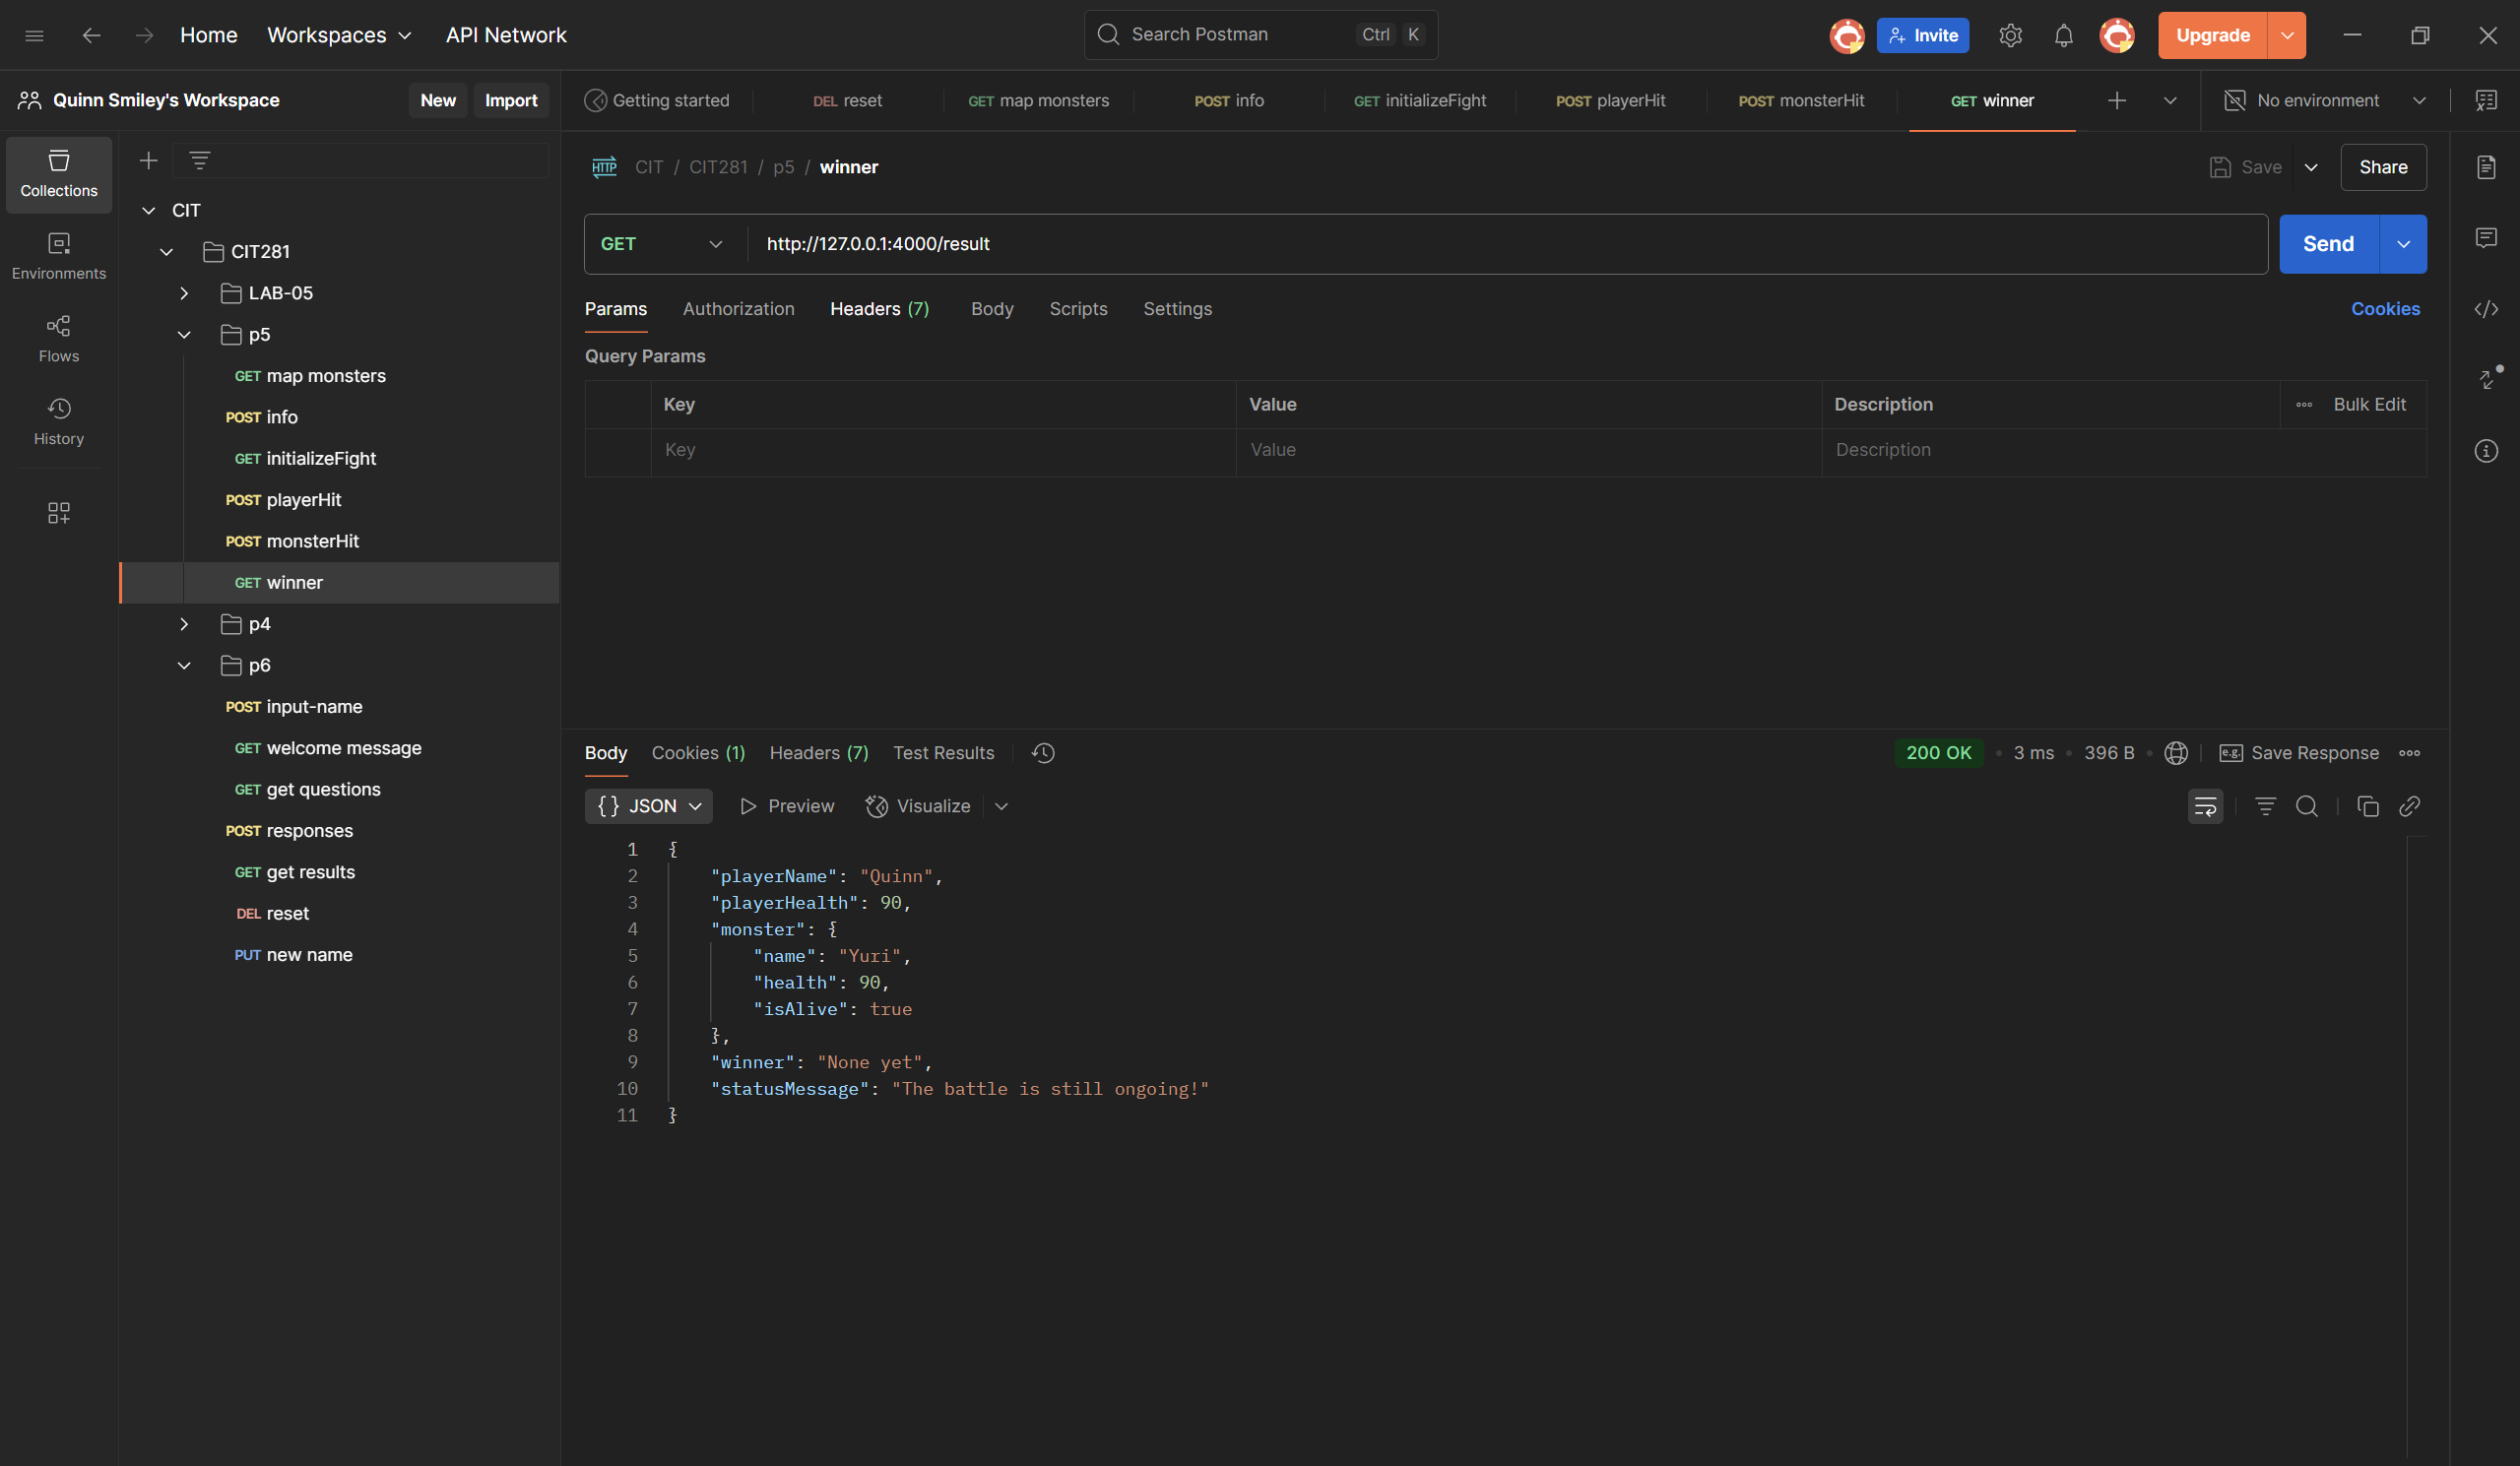 Home Workspaces API Network Search Postman Ctrl K Invite Upgrade
Quinn Smiley's Workspace New Import Getting started DEL reset GET map monsters POST info GET initializeFight POST playerHit POST monsterHit GET winner No environment
Collections
Environments
Flows
History
CIT
CIT281
LAB-05
p5
GET map monsters
POST info
GET initializeFight
POST playerHit
POST monsterHit
GET winner
p4
p6
POST input-name
GET welcome message
GET get questions
POST responses
GET get results
DEL reset
PUT new name
HTTP CIT / CIT281 / p5 / winner Save Share
GET http://127.0.0.1:4000/result Send
Params Authorization Headers (7) Body Scripts Settings Cookies
Query Params
Key Value Description Bulk Edit
Key Value Description
Body Cookies (1) Headers (7) Test Results 200 OK • 3 ms • 396 B • e.g. Save Response
{} JSON Preview Visualize
1 {
2 "playerName": "Quinn",
3 "playerHealth": 90,
4 "monster": {
5 "name": "Yuri",
6 "health": 90,
7 "isAlive": true
8 },
9 "winner": "None yet",
10 "statusMessage": "The battle is still ongoing!"
11 }